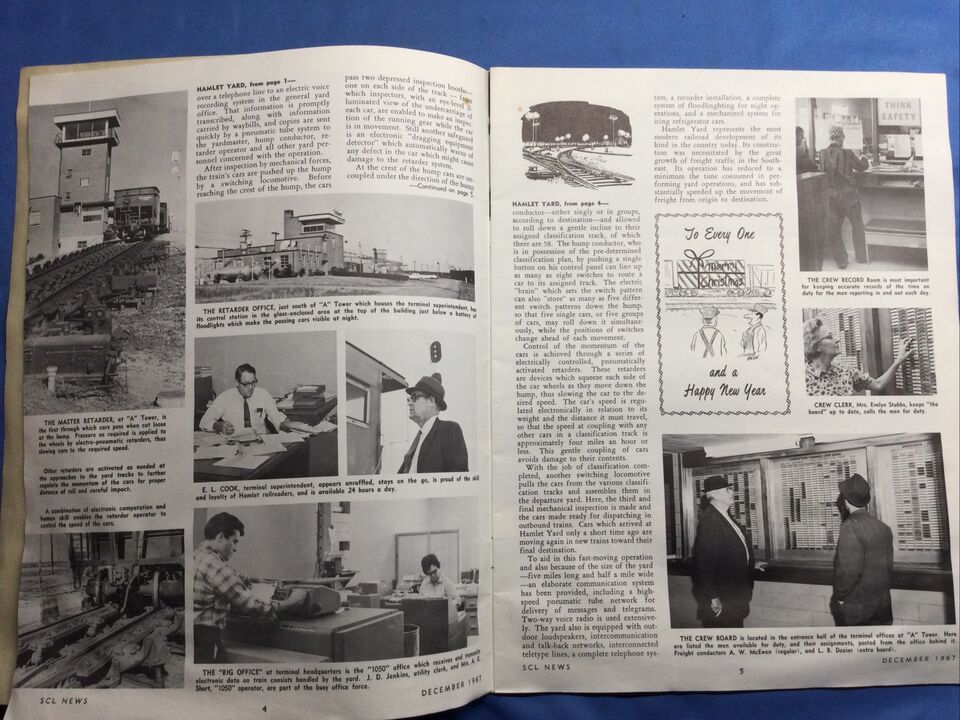 HAMLET YARD, from page 1—
over a telephone line to an electric voice
recording system in the general yard
office. That information is promptly
transcribed, along with information
carried by waybills, and copies are sent
quickly by a pneumatic tube system to
the yardmaster, hump conductor, re-
tarder operator and all other yard per-
sonnel concerned with the operation.
After inspection by mechanical forces,
the train's cars are pushed up the hump
by a switching locomotive. Before
reaching the crest of the hump, the cars
pass two depressed inspection booths—
one on each side of the track — from
which inspectors, with an eye-level il-
luminated view of the undercarriage of
each car, are enabled to make an inspec-
tion of the running gear while the car
is in movement. Still another safeguard
is an electronic "dragging equipment
detector" which automatically warns of
any defect in the car which might cause
damage to the retarder system.
At the crest of the hump cars are un-
coupled under the direction of the hump
—Continued on page 5
THE RETARDER OFFICE, just south of "A" Tower which houses the terminal superintendent, has
its control station in the glass-enclosed area at the top of the building just below a battery of
floodlights which make the passing cars visible at night.
THE MASTER RETARDER, at "A" Tower, is
the first through which cars pass when cut loose
at the hump. Pressure as required is applied to
the wheels by electro-pneumatic retarders, thus
slowing cars to the required speed.
Other retarders are activated as needed at
the approaches to the yard tracks to further
regulate the momentum of the cars for proper
distance of roll and careful impact.
A combination of electronic computation and
human skill enables the retarder operator to
control the speed of the cars.
E. L. COOK, terminal superintendent, appears unruffled, stays on the go, is proud of the skill
and loyalty of Hamlet railroaders, and is available 24 hours a day.
THE "BIG OFFICE" at terminal headquarters is the "1050" office which receives and transmits
electronic data on train consists handled by the yard. J. D. Jenkins, utility clerk, and Mrs. A. K.
Short, "1050" operator, are part of the busy office force.
SCL NEWS
4
DECEMBER 1967
HAMLET YARD, from page 4—
conductor—either singly or in groups,
according to destination—and allowed
to roll down a gentle incline to their
assigned classification track, of which
there are 58. The hump conductor, who
is in possession of the pre-determined
classification plan, by pushing a single
button on his control panel can line up
as many as eight switches to route a
car to its assigned track. The electric
"brain" which sets the switch pattern
can also "store" as many as five differ-
ent switch patterns down the hump.
so that five single cars, or five groups
of cars, may roll down it simultane-
ously, while the positions of switches
change ahead of each movement.
Control of the momentum of the
cars is achieved through a series of
electrically controlled, pneumatically
activated retarders. These retarders
are devices which squeeze each side of
the car wheels as they move down the
hump, thus slowing the car to the de-
sired speed. The car's speed is regu-
lated electronically in relation to its
weight and the distance it must travel,
so that the speed at coupling with any
other cars in a classification track is
approximately four miles an hour or
less. This gentle coupling of cars
avoids damage to their contents.
With the job of classification com-
pleted, another switching locomotive
pulls the cars from the various classifi-
cation tracks and assembles them in
the departure yard. Here, the third and
final mechanical inspection is made and
the cars made ready for dispatching in
outbound trains. Cars which arrived at
Hamlet Yard only a short time ago are
moving again in new trains toward their
final destination.
To aid in this fast-moving operation
and also because of the size of the yard
—five miles long and half a mile wide
—an elaborate communication system
has been provided, including a high-
speed pneumatic tube network for
delivery of messages and telegrams.
Two-way voice radio is used extensive-
ly. The yard also is equipped with out-
door loudspeakers, intercommunication
and talk-back networks, interconnected
teletype lines, a complete telephone sys-
tem, a recorder installation, a complete
system of floodlighting for night op-
erations, and a mechanized system for
icing refrigerator cars.
Hamlet Yard represents the most
modern railroad development of its
kind in the country today. Its construc-
tion was necessitated by the great
growth of freight traffic in the South-
east. Its operation has reduced to a
minimum the time consumed in per-
forming yard operations, and has sub-
stantially speeded up the movement of
freight from origin to destination.
To Every One
Merry
Christmas
and a
Happy New Year
THINK
SAFETY
THE CREW RECORD Room is most important
for keeping accurate records of the time on
duty for the men reporting in and out each day.
CREW CLERK, Mrs. Evelyn Stubbs, keeps "the
board" up to date, calls the men for duty.
THE CREW BOARD is located in the entrance hall of the terminal offices at "A" Tower. Here
are listed the men available for duty, and their assignments, posted from the office behind it.
Freight conductors A. W. McEwen (regular), and L. B. Dozier (extra board).
SCL NEWS
5
DECEMBER 1967